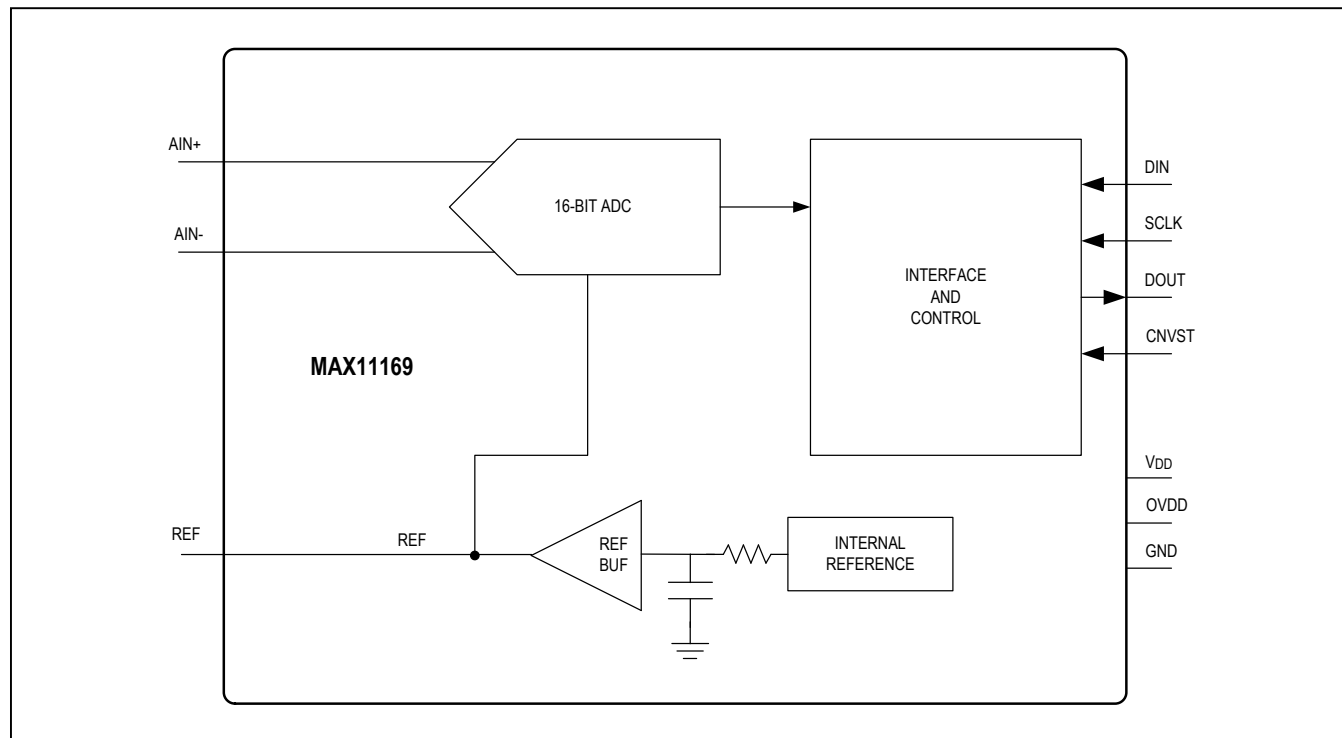 AIN+
AIN-
16-BIT ADC
MAX11169
INTERFACE
AND
CONTROL
DIN
SCLK
DOUT
CNVST
VDD
OVDD
GND
REF
REF
REF
BUF
INTERNAL
REFERENCE